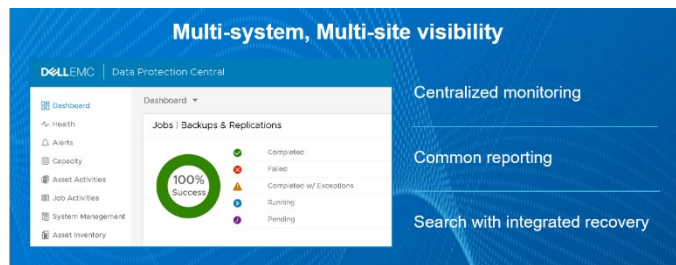 Multi-system, Multi-site visibility
DELLEMC | Data Protection Central
Dashboard
Health
Alerts
Capacity
Asset Activities
Job Activities
System Management
Asset Inventory
Dashboard
Jobs | Backups & Replications
100%
Success
Completed
Failed
Completed w/ Exceptions
Running
Pending
Centralized monitoring
Common reporting
Search with integrated recovery